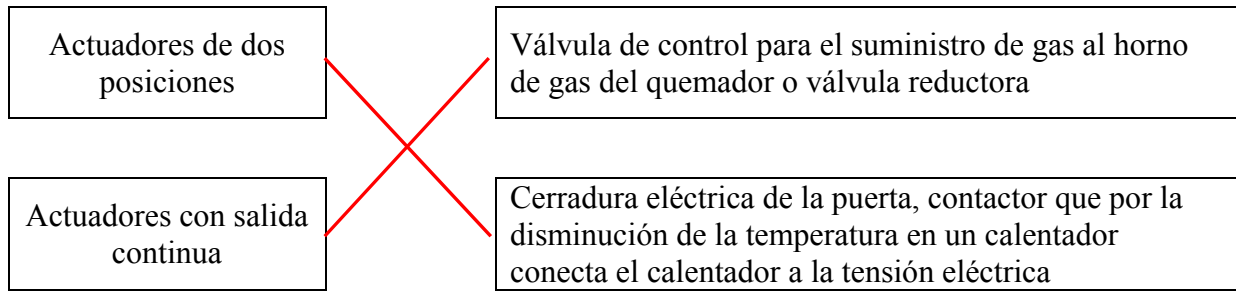 Actuadores de dos
posiciones
Válvula de control para el suministro de gas al horno
de gas del quemador o válvula reductora
Actuadores con salida
continua
Cerradura eléctrica de la puerta, contactor que por la
disminución de la temperatura en un calentador
conecta el calentador a la tensión eléctrica